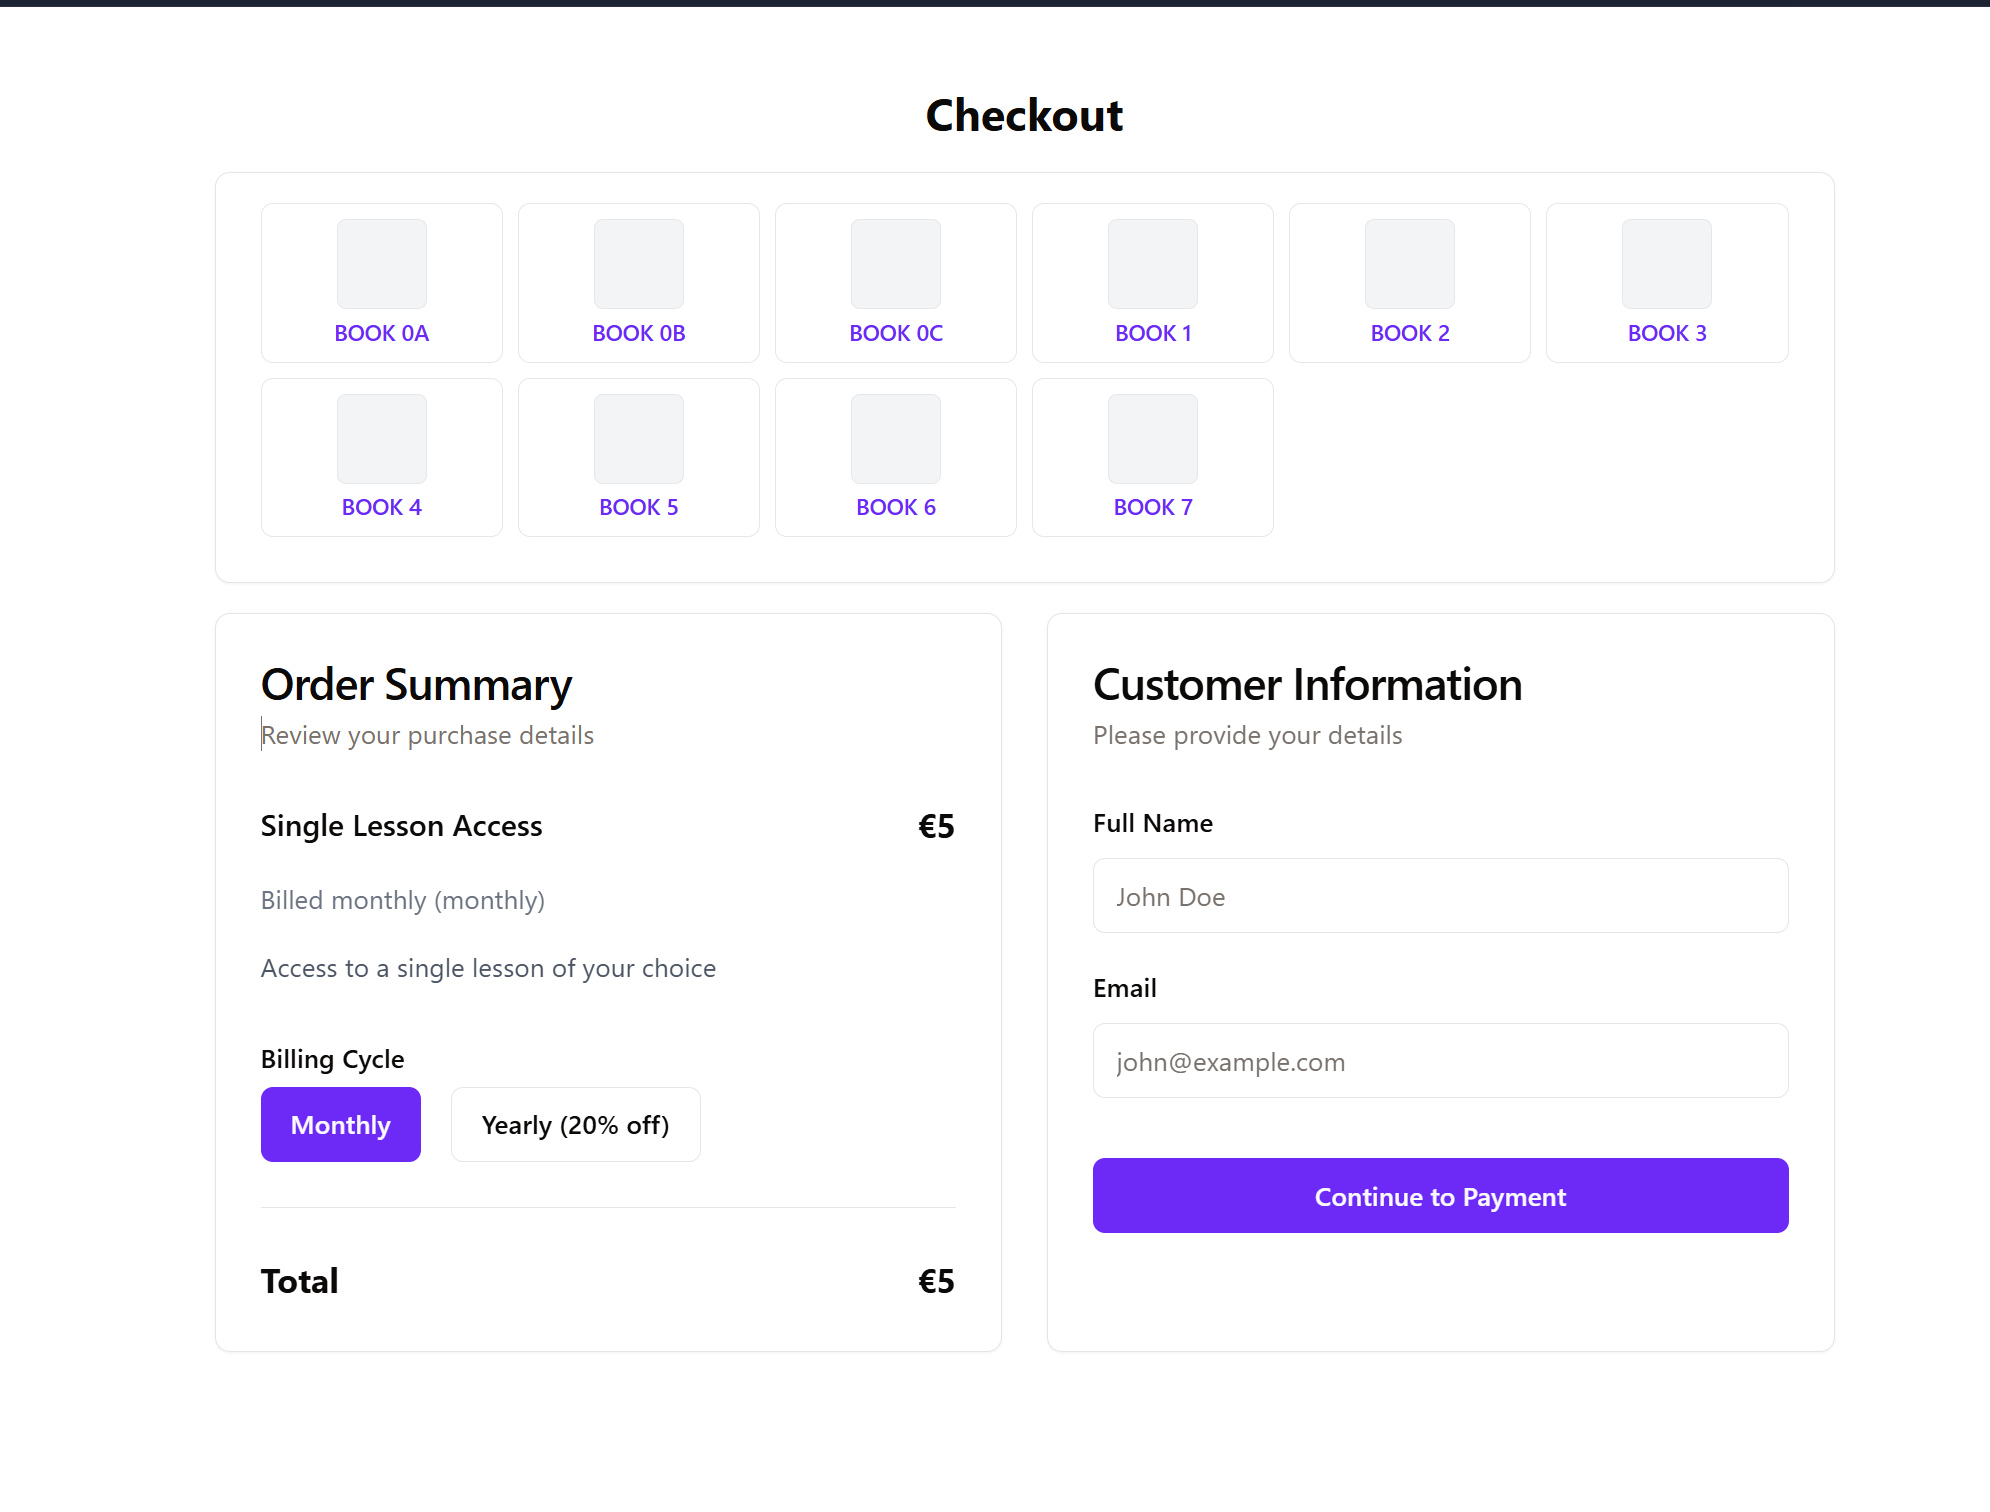 Checkout
BOOK 0A
BOOK 0B
BOOK 0C
BOOK 1
BOOK 2
BOOK 3
BOOK 4
BOOK 5
BOOK 6
BOOK 7
Order Summary
Review your purchase details
Single Lesson Access €5
Billed monthly (monthly)
Access to a single lesson of your choice
Billing Cycle
Monthly
Yearly (20% off)
Total €5
Customer Information
Please provide your details
Full Name
John Doe
Email
john@example.com
Continue to Payment